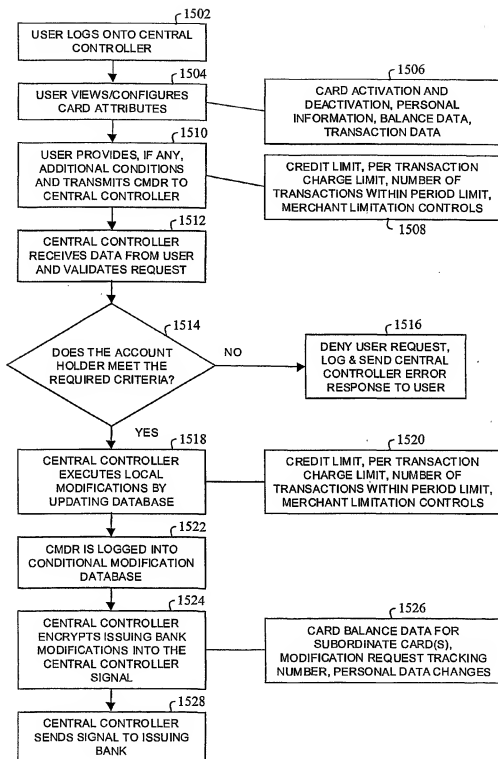 1502
USER LOGS ONTO CENTRAL
CONTROLLER
1504
USER VIEWS/CONFIGURES
CARD ATTRIBUTES
1506
CARD ACTIVATION AND
DEACTIVATION, PERSONAL
INFORMATION, BALANCE DATA,
TRANSACTION DATA
1510
USER PROVIDES, IF ANY,
ADDITIONAL CONDITIONS
AND TRANSMITS CMDR TO
CENTRAL CONTROLLER
CREDIT LIMIT, PER TRANSACTION
CHARGE LIMIT, NUMBER OF
TRANSACTIONS WITHIN PERIOD LIMIT,
MERCHANT LIMITATION CONTROLS
1508
1512
CENTRAL CONTROLLER
RECEIVES DATA FROM USER
AND VALIDATES REQUEST
1514
DOES THE ACCOUNT
HOLDER MEET THE
REQUIRED CRITERIA?
NO
1516
DENY USER REQUEST,
LOG & SEND CENTRAL
CONTROLLER ERROR
RESPONSE TO USER
YES
1518
CENTRAL CONTROLLER
EXECUTES LOCAL
MODIFICATIONS BY
UPDATING DATABASE
1520
CREDIT LIMIT, PER TRANSACTION
CHARGE LIMIT, NUMBER OF
TRANSACTIONS WITHIN PERIOD LIMIT,
MERCHANT LIMITATION CONTROLS
1522
CMDR IS LOGGED INTO
CONDITIONAL MODIFICATION
DATABASE
1524
CENTRAL CONTROLLER
ENCRYPTS ISSUING BANK
MODIFICATIONS INTO THE
CENTRAL CONTROLLER
SIGNAL
1526
CARD BALANCE DATA FOR
SUBORDINATE CARD(S),
MODIFICATION REQUEST TRACKING
NUMBER, PERSONAL DATA CHANGES
1528
CENTRAL CONTROLLER
SENDS SIGNAL TO ISSUING
BANK